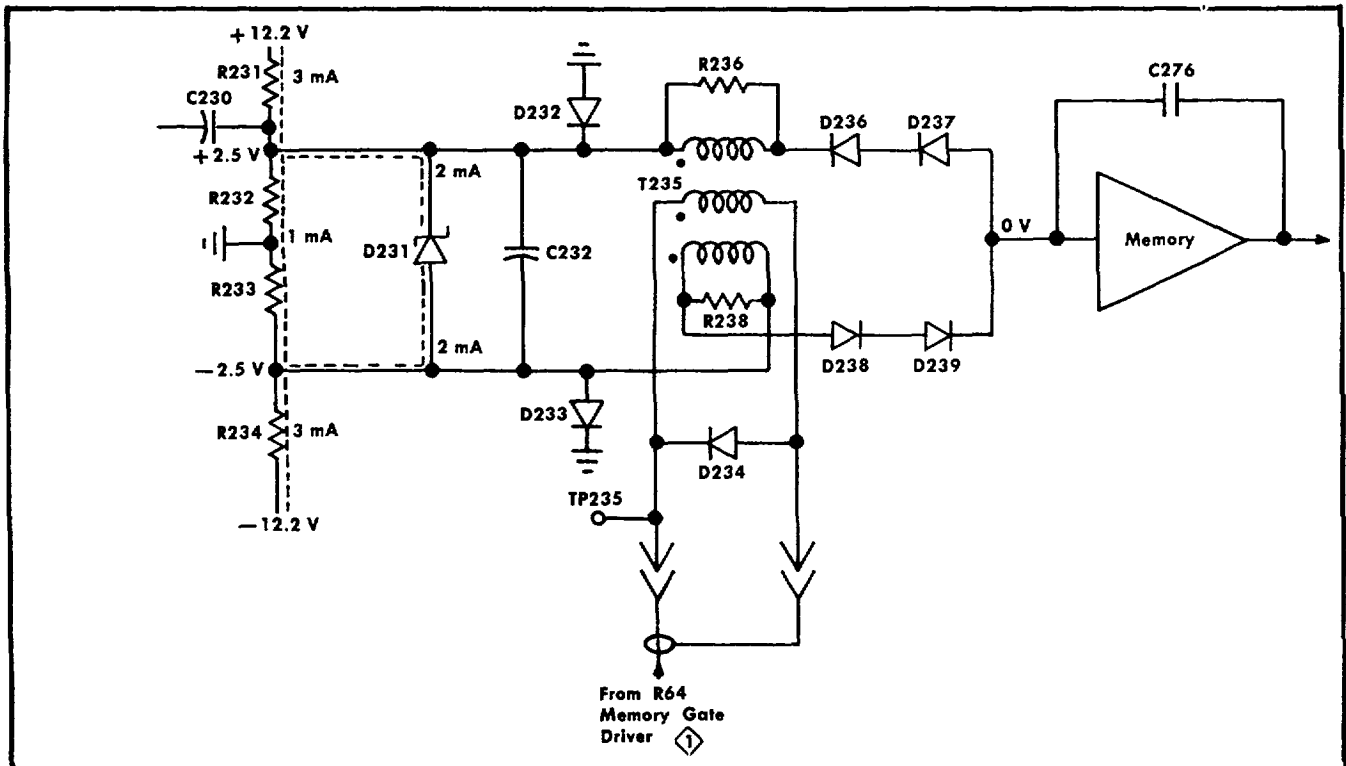 +12.2 V
R231
3 mA
C230
+2.5 V
R232
1 mA
R233
-2.5 V
R234
3 mA
-12.2 V
2 mA
D231
2 mA
C232
D232
D233
R236
T235
R238
D236
D237
D238
D239
D234
TP235
0 V
C276
Memory
From R64
Memory Gate
Driver 1